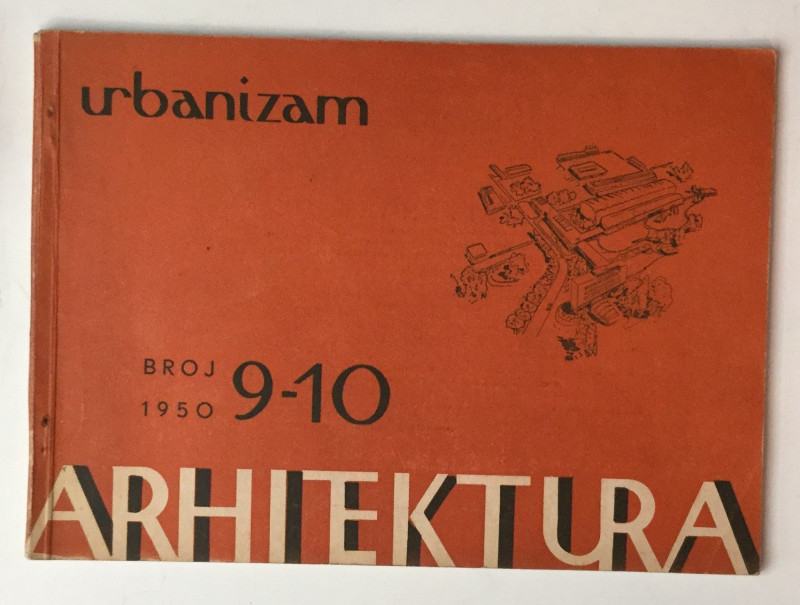 urbanizam
BROJ 9-10
1950
ARHITEKTURA